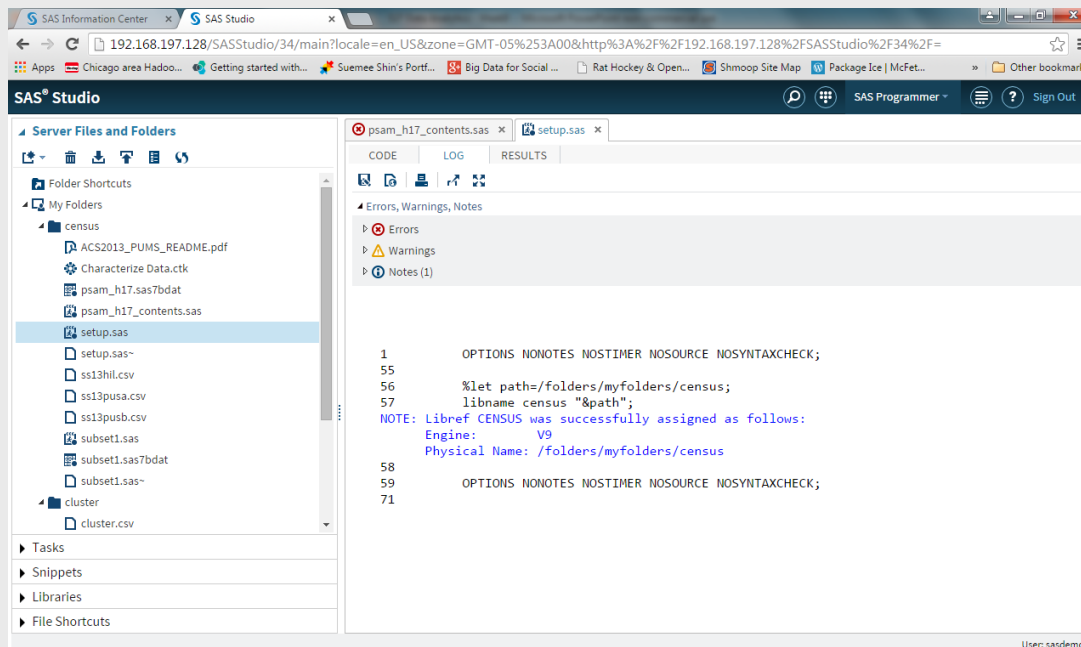 SAS Information Center × SAS Studio ×
192.168.197.128/SASStudio/34/main?locale=en_US&zone=GMT-05%253A00&http%3A%2F%2F192.168.197.128%2FSASStudio%2F34%2F=
Apps Chicago area Hadoo... Getting started with... Suemee Shin's Portf... Big Data for Social ... Rat Hockey & Open... Shmoop Site Map Package Ice | McFet... » Other bookmar
SAS® Studio SAS Programmer ? Sign Out
Server Files and Folders
Folder Shortcuts
My Folders
census
ACS2013_PUMS_README.pdf
Characterize Data.ctk
psam_h17.sas7bdat
psam_h17_contents.sas
setup.sas
setup.sas~
ss13hil.csv
ss13pusa.csv
ss13pusb.csv
subset1.sas
subset1.sas7bdat
subset1.sas~
cluster
cluster.csv
Tasks
Snippets
Libraries
File Shortcuts
psam_h17_contents.sas × setup.sas ×
CODE LOG RESULTS
Errors, Warnings, Notes
Errors
Warnings
Notes (1)
1 OPTIONS NONOTES NOSTIMER NOSOURCE NOSYNTAXCHECK;
55
56 %let path=/folders/myfolders/census;
57 libname census "&path";
NOTE: Libref CENSUS was successfully assigned as follows:
Engine: V9
Physical Name: /folders/myfolders/census
58
59 OPTIONS NONOTES NOSTIMER NOSOURCE NOSYNTAXCHECK;
71
User: sasdemo